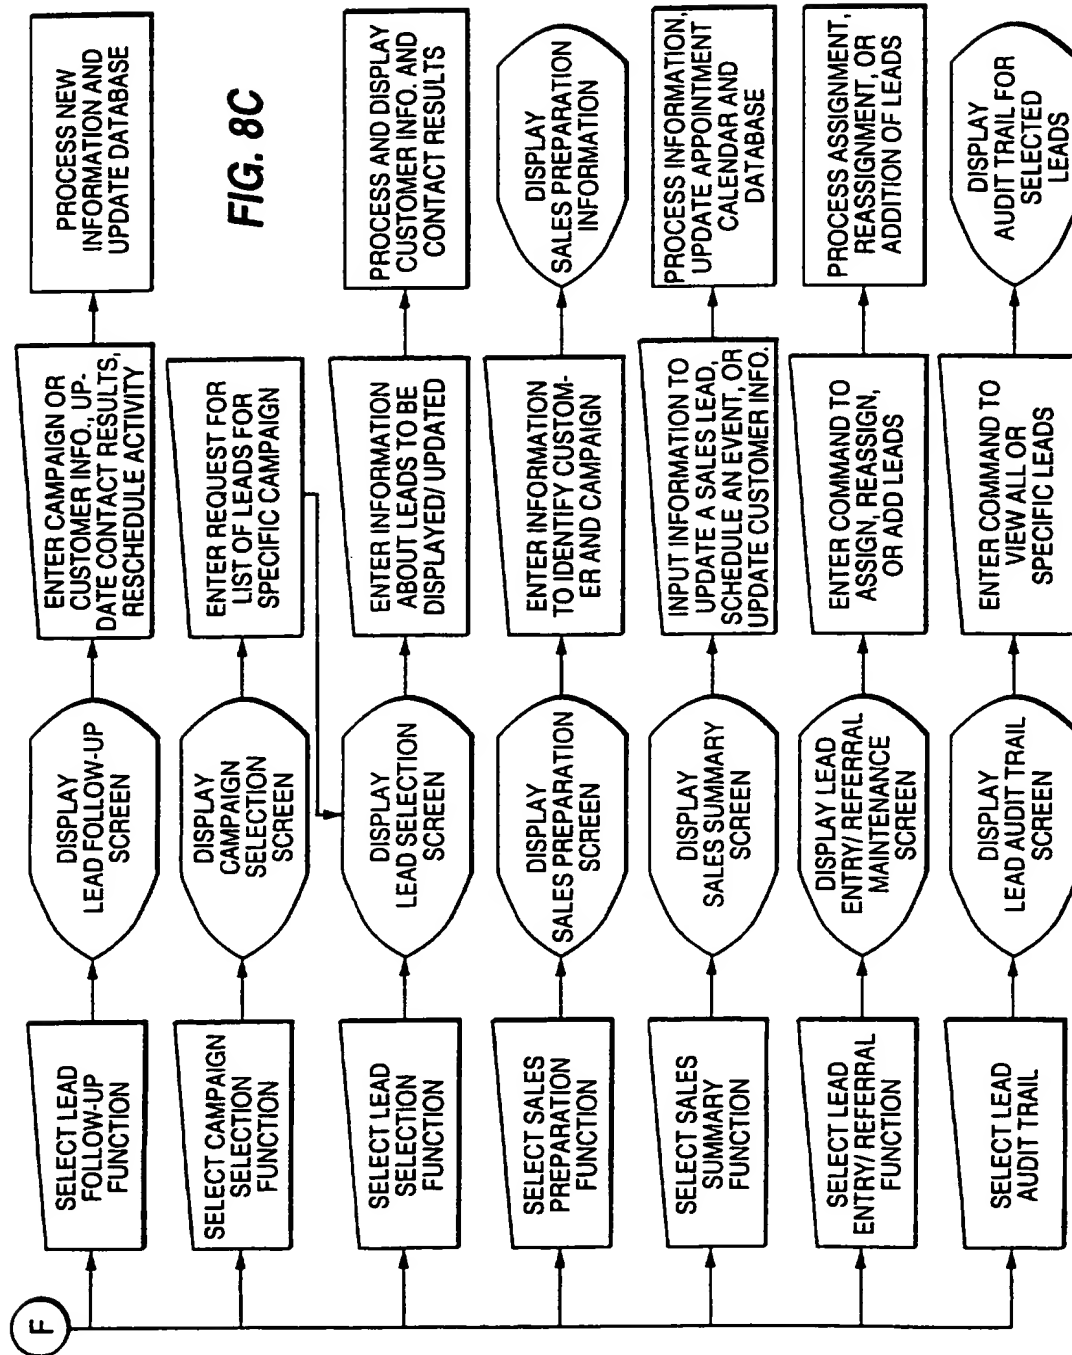 F
SELECT LEAD
FOLLOW-UP
FUNCTION
DISPLAY
LEAD FOLLOW-UP
SCREEN
ENTER CAMPAIGN OR
CUSTOMER INFO., UP-
DATE CONTACT RESULTS,
RESCHEDULE ACTIVITY
PROCESS NEW
INFORMATION AND
UPDATE DATABASE
SELECT CAMPAIGN
SELECTION
FUNCTION
DISPLAY
CAMPAIGN
SELECTION
SCREEN
ENTER REQUEST FOR
LIST OF LEADS FOR
SPECIFIC CAMPAIGN
FIG. 8C
SELECT LEAD
SELECTION
FUNCTION
DISPLAY
LEAD SELECTION
SCREEN
ENTER INFORMATION
ABOUT LEADS TO BE
DISPLAYED/ UPDATED
PROCESS AND DISPLAY
CUSTOMER INFO. AND
CONTACT RESULTS
SELECT SALES
PREPARATION
FUNCTION
DISPLAY
SALES PREPARATION
SCREEN
ENTER INFORMATION
TO IDENTIFY CUSTOM-
ER AND CAMPAIGN
DISPLAY
SALES PREPARATION
INFORMATION
SELECT SALES
SUMMARY
FUNCTION
DISPLAY
SALES SUMMARY
SCREEN
INPUT INFORMATION TO
UPDATE A SALES LEAD,
SCHEDULE AN EVENT, OR
UPDATE CUSTOMER INFO.
PROCESS INFORMATION,
UPDATE APPOINTMENT
CALENDAR AND
DATABASE
SELECT LEAD
ENTRY/ REFERRAL
FUNCTION
DISPLAY LEAD
ENTRY/ REFERRAL
MAINTENANCE
SCREEN
ENTER COMMAND TO
ASSIGN, REASSIGN,
OR ADD LEADS
PROCESS ASSIGNMENT,
REASSIGNMENT, OR
ADDITION OF LEADS
SELECT LEAD
AUDIT TRAIL
DISPLAY
LEAD AUDIT TRAIL
SCREEN
ENTER COMMAND TO
VIEW ALL OR
SPECIFIC LEADS
DISPLAY
AUDIT TRAIL FOR
SELECTED
LEADS